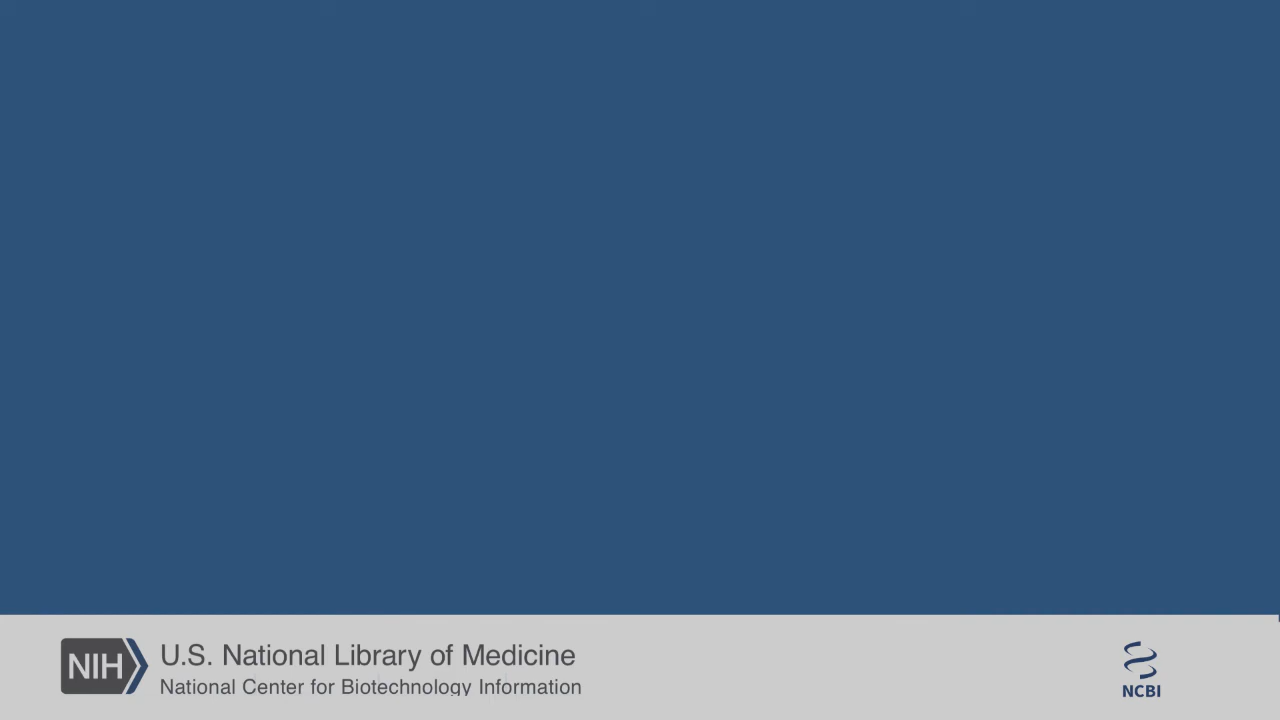 NIH
U.S. National Library of Medicine
National Center for Biotechnology Information
NCBI